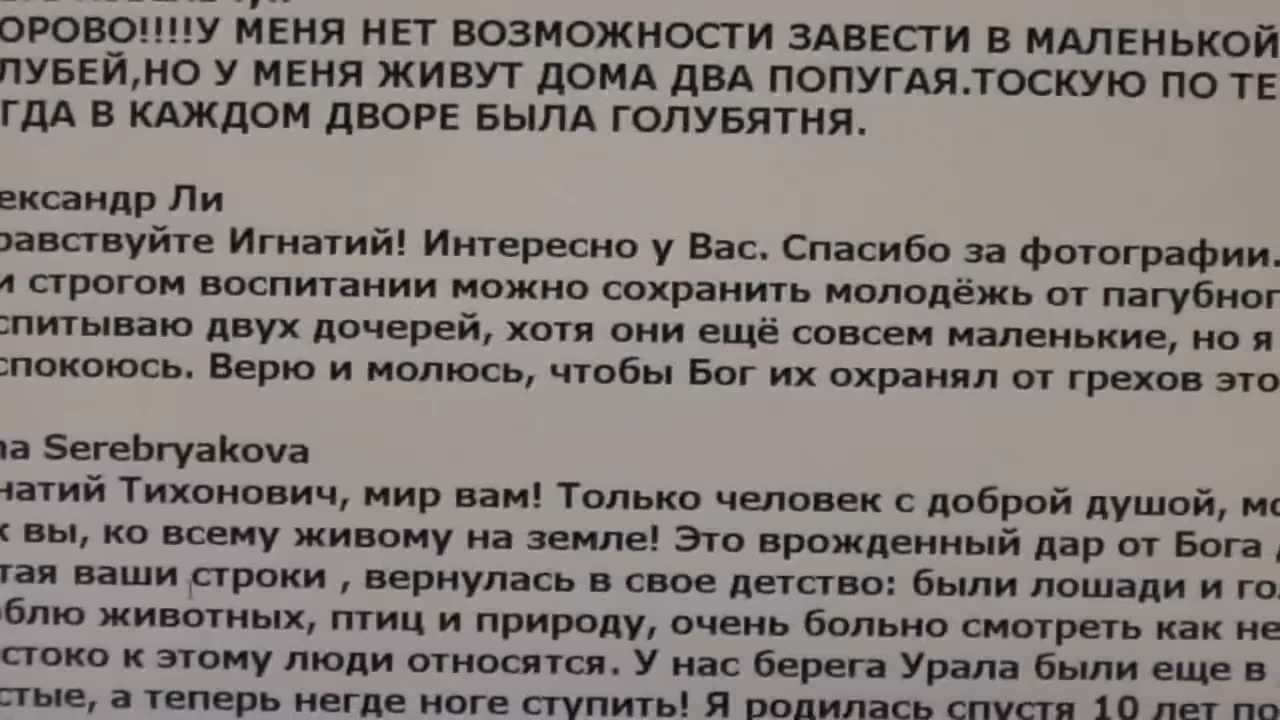 ОРОВО!!!!У МЕНЯ НЕТ ВОЗМОЖНОСТИ ЗАВЕСТИ В МАЛЕНЬКОЙ
ЛУБЕЙ,НО У МЕНЯ ЖИВУТ ДОМА ДВА ПОПУГАЯ.ТОСКУЮ ПО ТЕ
ГДА В КАЖДОМ ДВОРЕ БЫЛА ГОЛУБЯТНЯ.
ександр Ли
равствуйте Игнатий! Интересно у Вас. Спасибо за фотографии.
и строгом воспитании можно сохранить молодёжь от пагубног
спитываю двух дочерей, хотя они ещё совсем маленькие, но я
спокоюсь. Верю и молюсь, чтобы Бог их охранял от грехов это
na Serebryakova
натий Тихонович, мир вам! Только человек с доброй душой, мо
к вы, ко всему живому на земле! Это врожденный дар от Бога
тая ваши строки , вернулась в свое детство: были лошади и го
блю животных, птиц и природу, очень больно смотреть как не
стоко к этому люди относятся. У нас берега Урала были еще в
стые, а теперь негде ноге ступить! Я родилась спустя 10 лет по